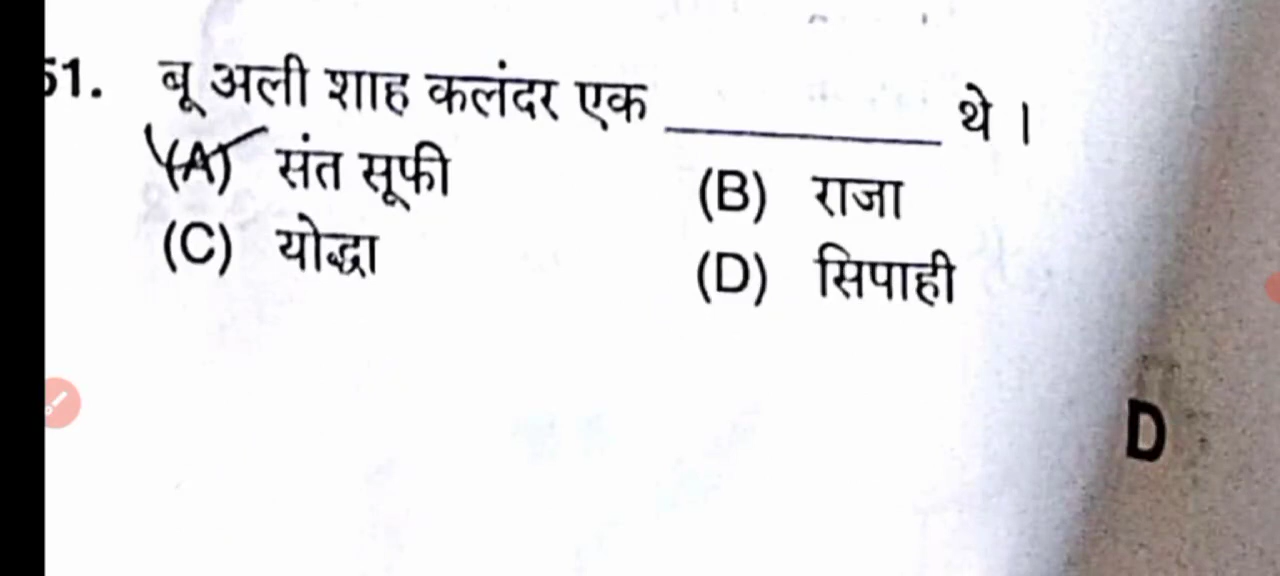 51. बू अली शाह कलंदर एक ________ थे ।
(A) संत सूफी (B) राजा
(C) योद्धा (D) सिपाही
D